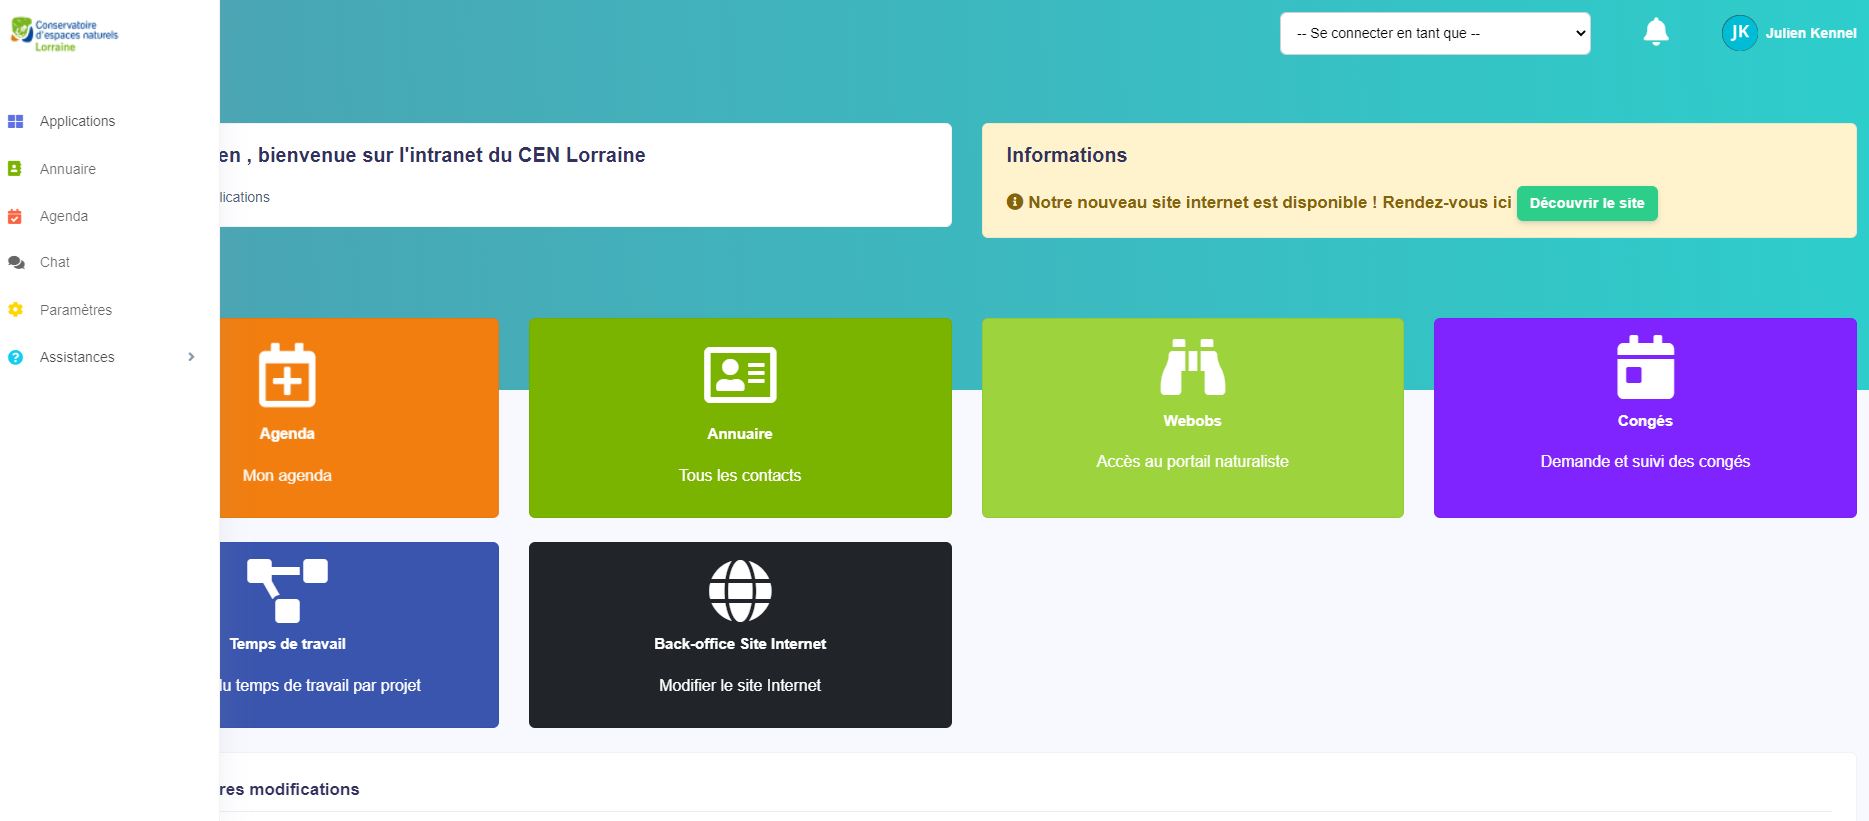 Conservatoire
d'espaces naturels
Lorraine
-- Se connecter en tant que --
JK
Julien Kennel
Applications
Annuaire
Agenda
Chat
Paramètres
Assistances
en , bienvenue sur l'intranet du CEN Lorraine
lications
Informations
Notre nouveau site internet est disponible ! Rendez-vous ici
Découvrir le site
Agenda
Mon agenda
Annuaire
Tous les contacts
Webobs
Accès au portail naturaliste
Congés
Demande et suivi des congés
Temps de travail
du temps de travail par projet
Back-office Site Internet
Modifier le site Internet
res modifications